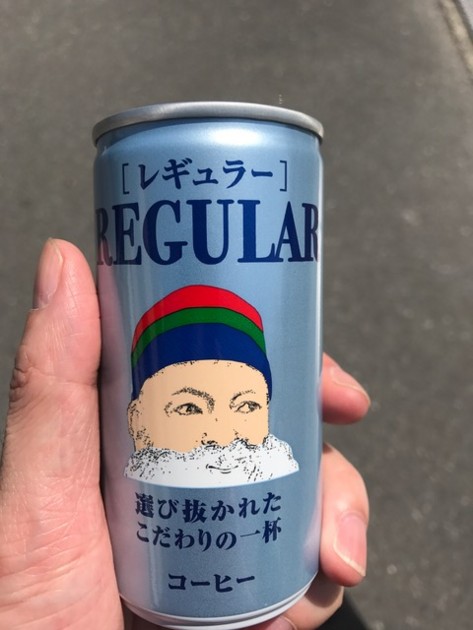 [レギュラー]
REGULAR
選び抜かれた
こだわりの一杯
コーヒー